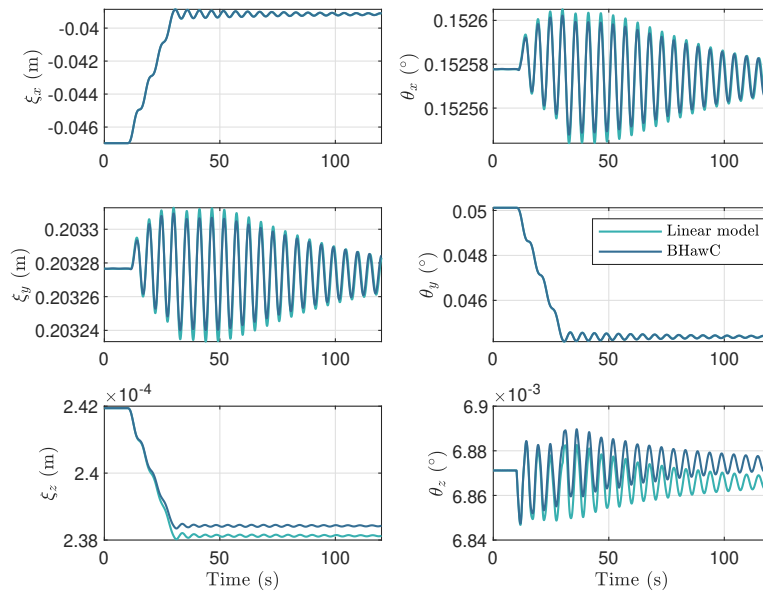 -0.04
-0.042
-0.044
-0.046
ξx (m)
0 50 100
0.1526
0.15258
0.15256
θx (°)
0 50 100
0.2033
0.20328
0.20326
0.20324
ξy (m)
0 50 100
0.05
0.048
0.046
θy (°)
Linear model
BHawC
0 50 100
×10⁻⁴
2.42
2.4
2.38
ξz (m)
0 50 100
Time (s)
×10⁻³
6.9
6.88
6.86
6.84
θz (°)
0 50 100
Time (s)